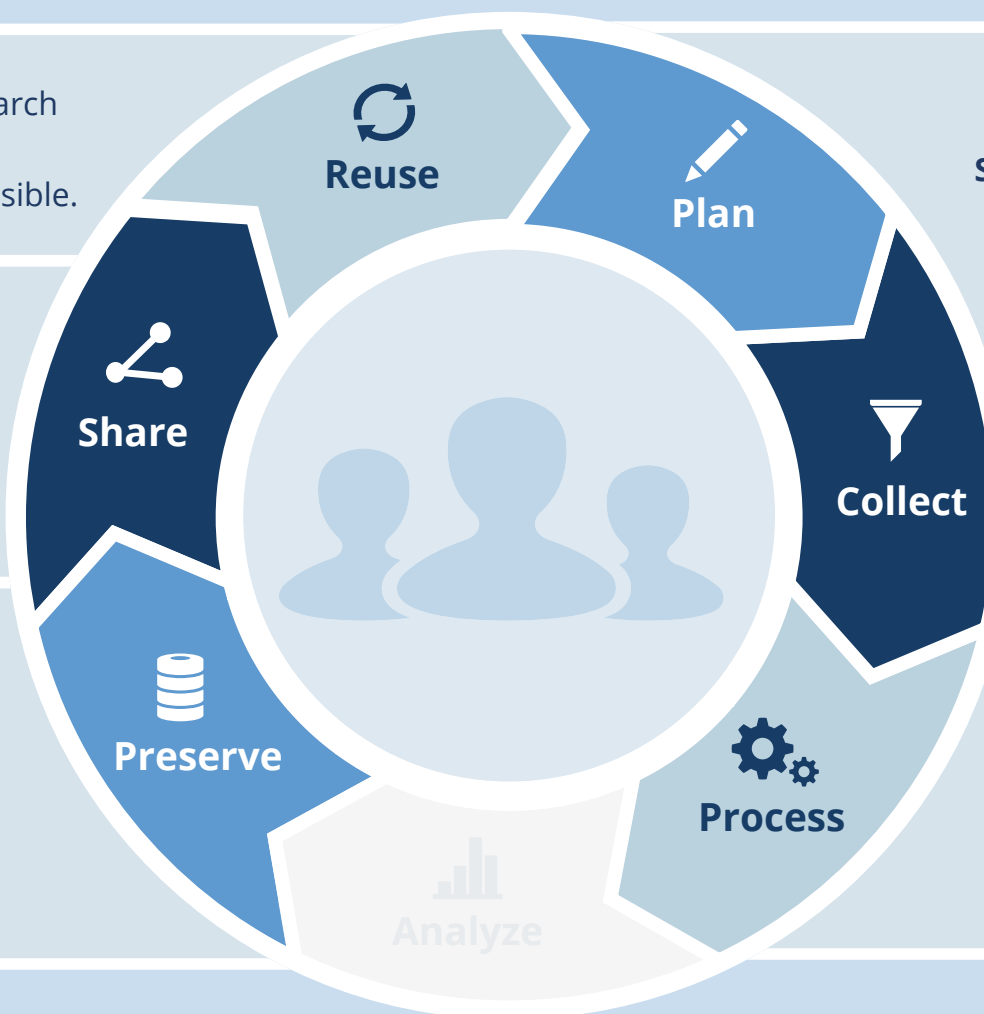 arch
sible.
Reuse
Plan
Share
Collect
Preserve
Process
Analyze